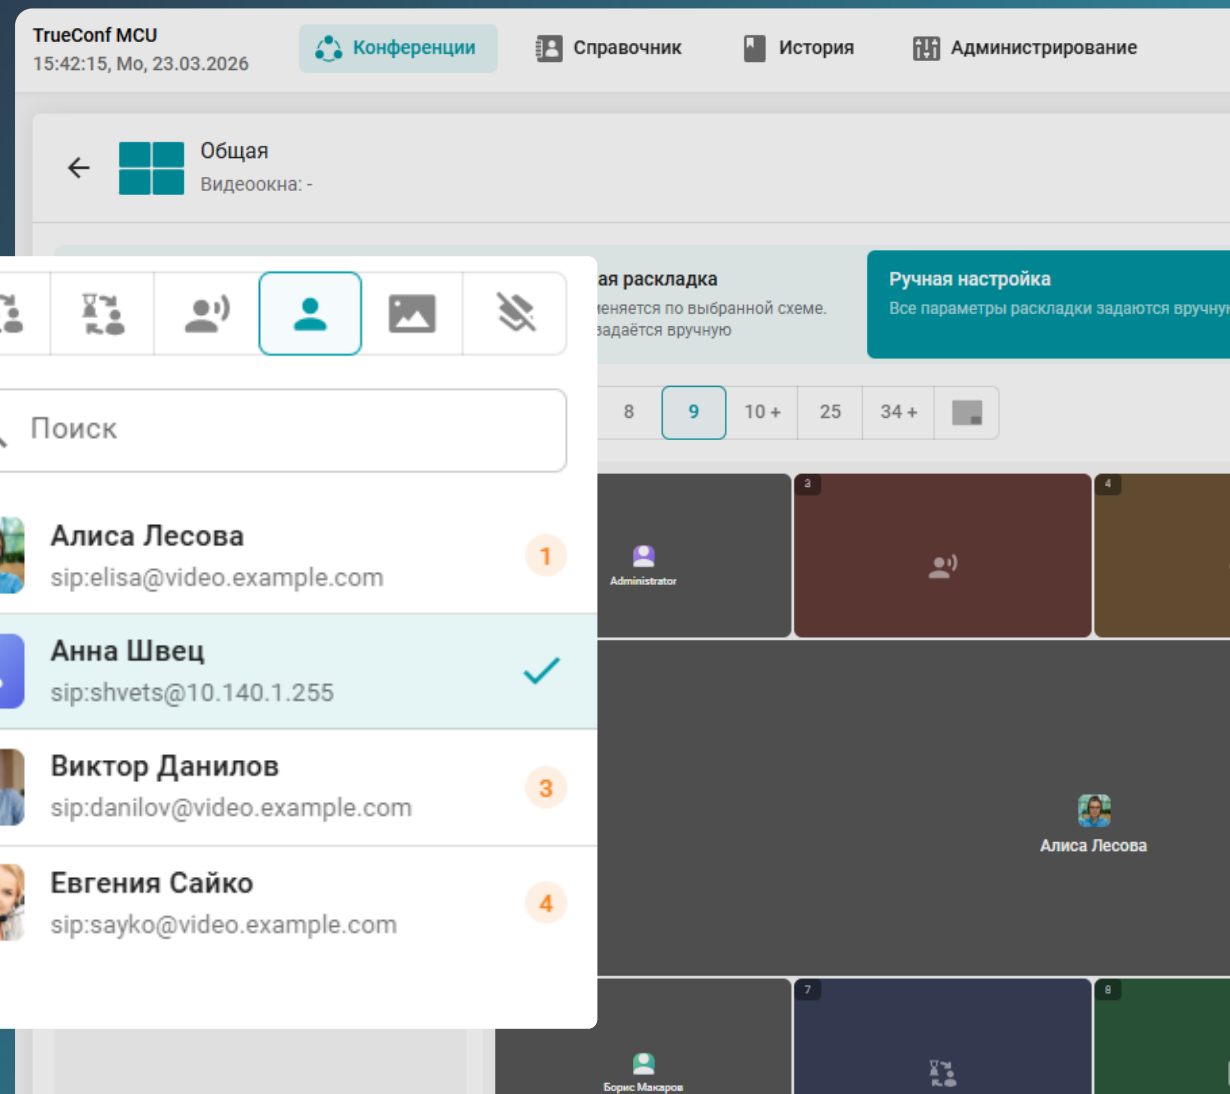 TrueConf MCU
15:42:15, Mo, 23.03.2026
Конференции
Справочник
История
Администрирование
Общая
Видеоокна: -
ая раскладка
меняется по выбранной схеме.
задаётся вручную
Ручная настройка
Все параметры раскладки задаются вручную
8
9
10 +
25
34 +
Поиск
Алиса Лесова
sip:elisa@video.example.com
1
Анна Швец
sip:shvets@10.140.1.255
Виктор Данилов
sip:danilov@video.example.com
3
Евгения Сайко
sip:sayko@video.example.com
4
Administrator
3
4
Алиса Лесова
7
8
Борис Макаров